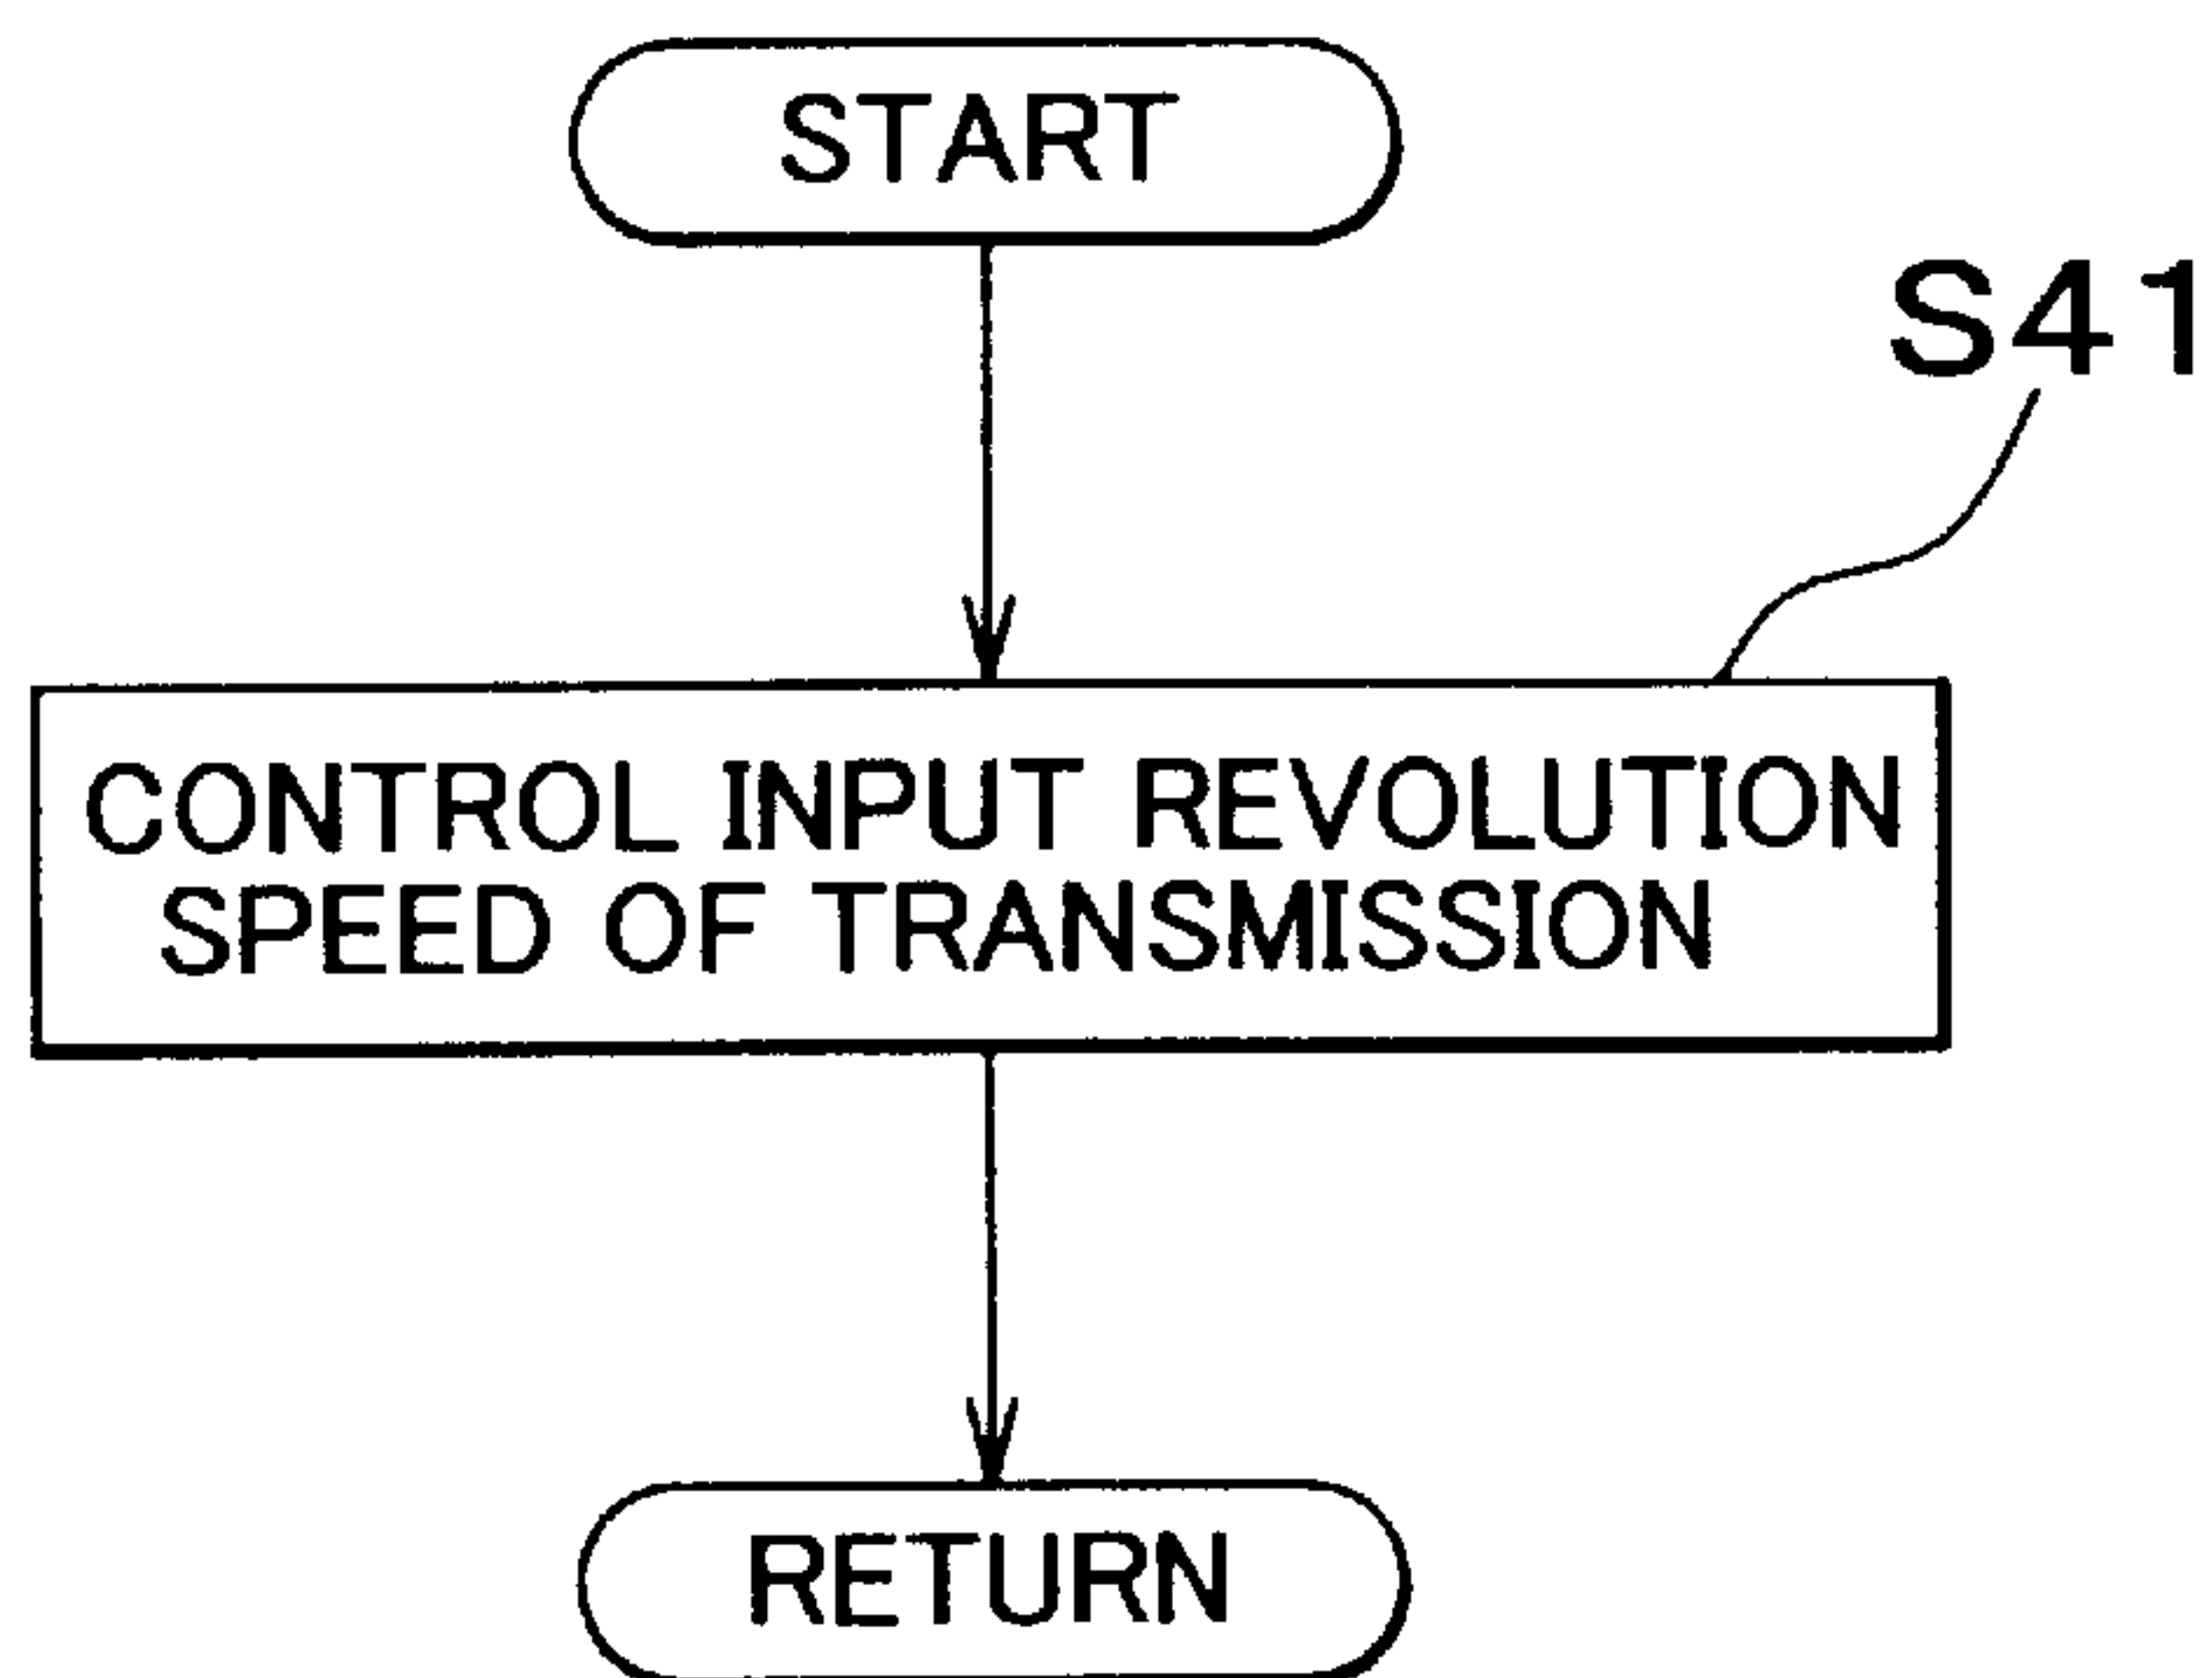 START
S41
CONTROL INPUT REVOLUTION
SPEED OF TRANSMISSION
RETURN